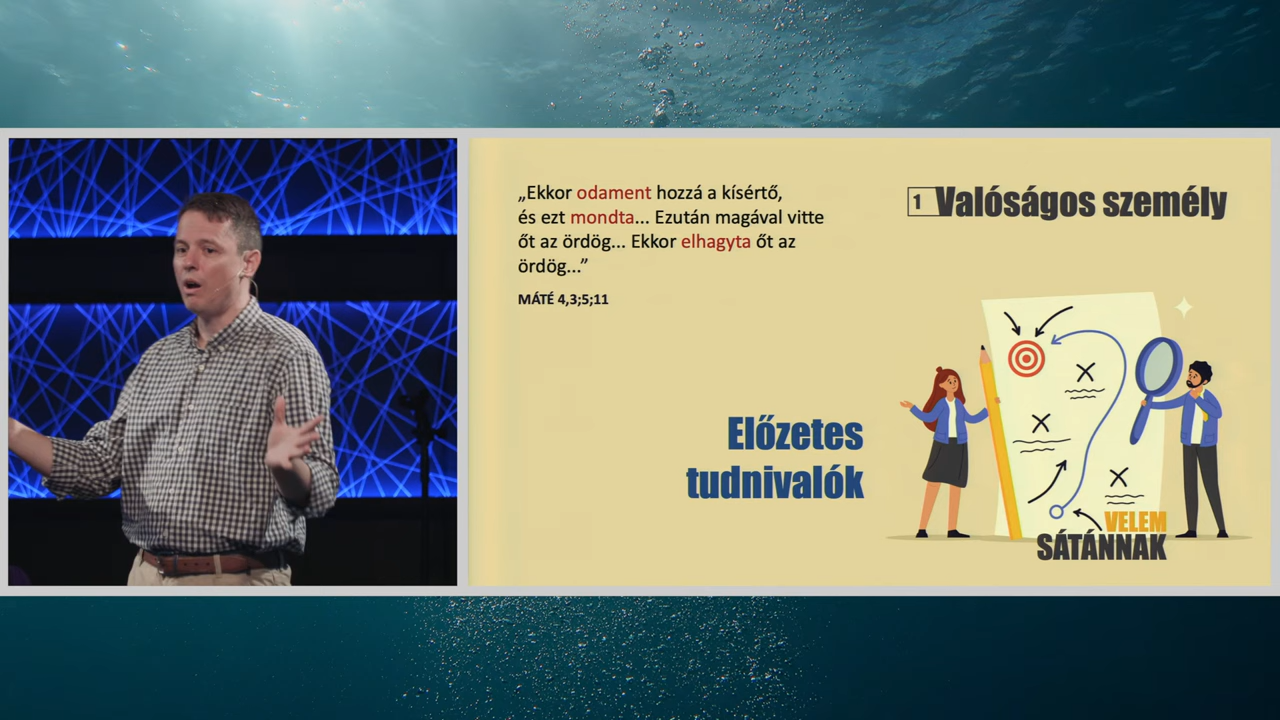 „Ekkor odament hozzá a kísértő,
és ezt mondta... Ezután magával vitte
őt az ördög... Ekkor elhagyta őt az
ördög...”
MÁTÉ 4,3;5;11
1 Valóságos személy
Előzetes
tudnivalók
VELEM
SÁTÁNNAK